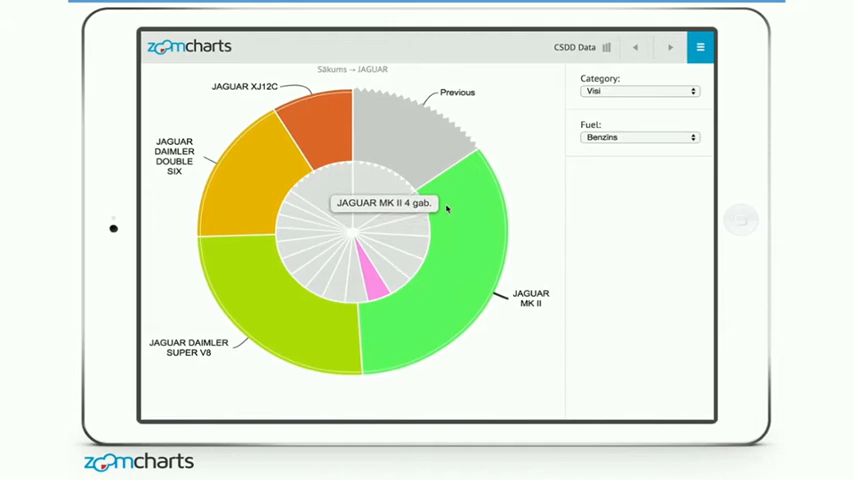 zoomcharts
CSDD Data
Sākums → JAGUAR
Category:
Visi
Fuel:
Benzīns
JAGUAR XJ12C
Previous
JAGUAR
DAIMLER
DOUBLE
SIX
JAGUAR MK II 4 gab.
JAGUAR
MK II
JAGUAR DAIMLER
SUPER V8
zoomcharts